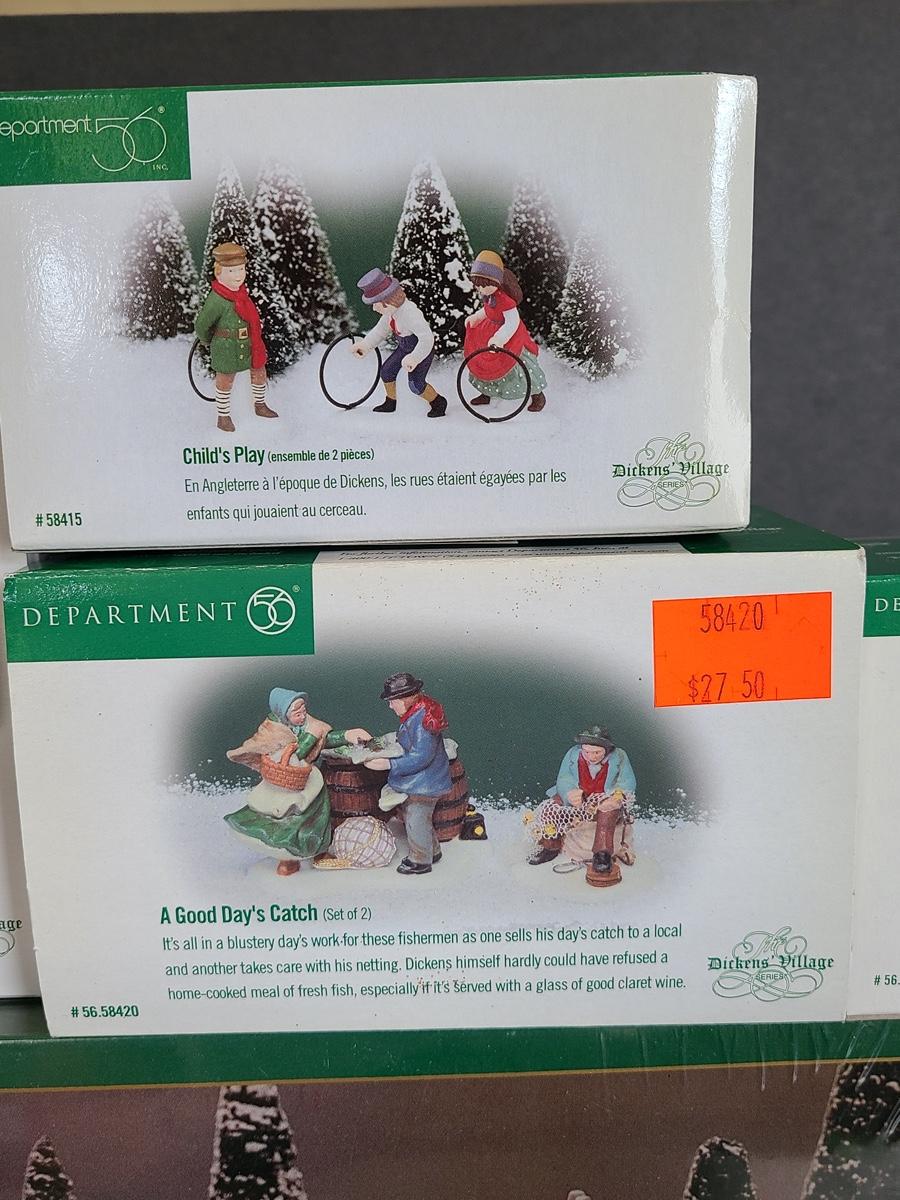 epartment 56®
INC.
Child's Play (ensemble de 2 pièces)
En Angleterre à l'époque de Dickens, les rues étaient égayées par les
enfants qui jouaient au cerceau.
# 58415
The
Dickens' Village
SERIES
DEPARTMENT 56®
58420
$27.50
A Good Day's Catch (Set of 2)
It's all in a blustery day's work for these fishermen as one sells his day's catch to a local
and another takes care with his netting. Dickens himself hardly could have refused a
home-cooked meal of fresh fish, especially if it's served with a glass of good claret wine.
# 56.58420
The
Dickens' Village
SERIES
age
DE
# 56.